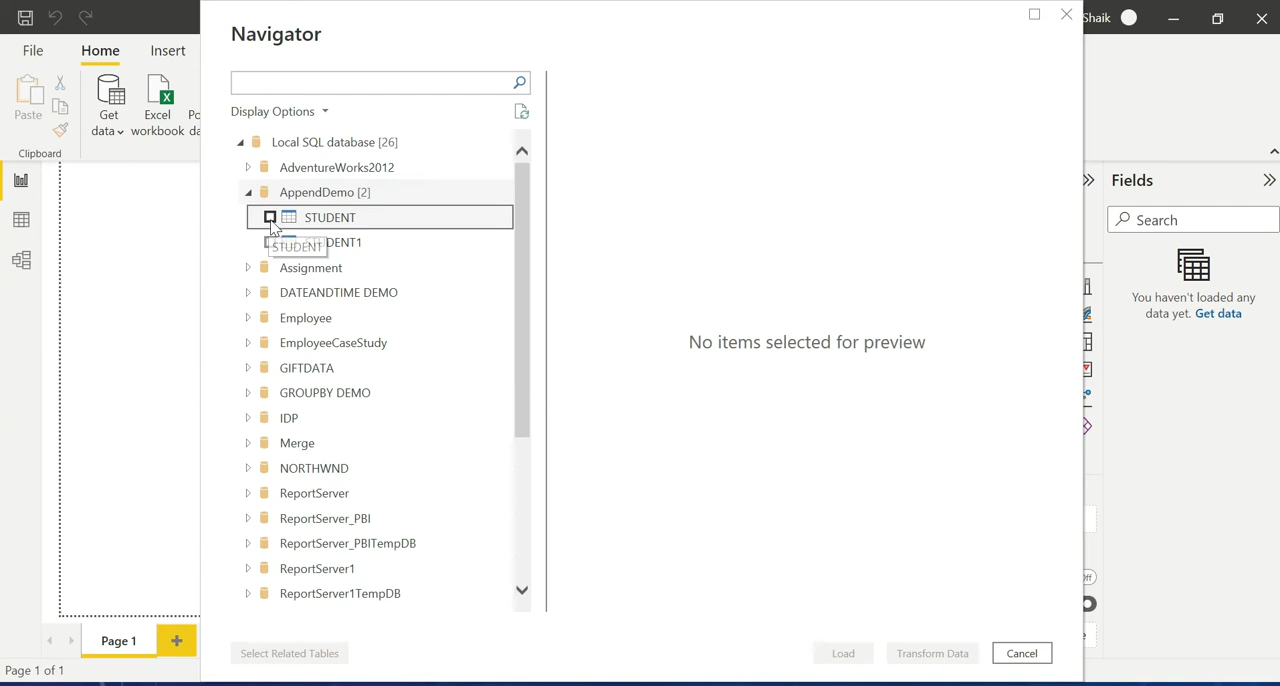 Shaik
File
Home
Insert
Paste
Get data
Excel workbook
Clipboard
Navigator
Display Options
Local SQL database [26]
AdventureWorks2012
AppendDemo [2]
STUDENT
STUDENT
DENT1
Assignment
DATEANDTIME DEMO
Employee
EmployeeCaseStudy
GIFTDATA
GROUPBY DEMO
IDP
Merge
NORTHWND
ReportServer
ReportServer_PBI
ReportServer_PBITempDB
ReportServer1
ReportServer1TempDB
No items selected for preview
Select Related Tables
Load
Transform Data
Cancel
Fields
Search
You haven't loaded any
data yet. Get data
Page 1
Page 1 of 1